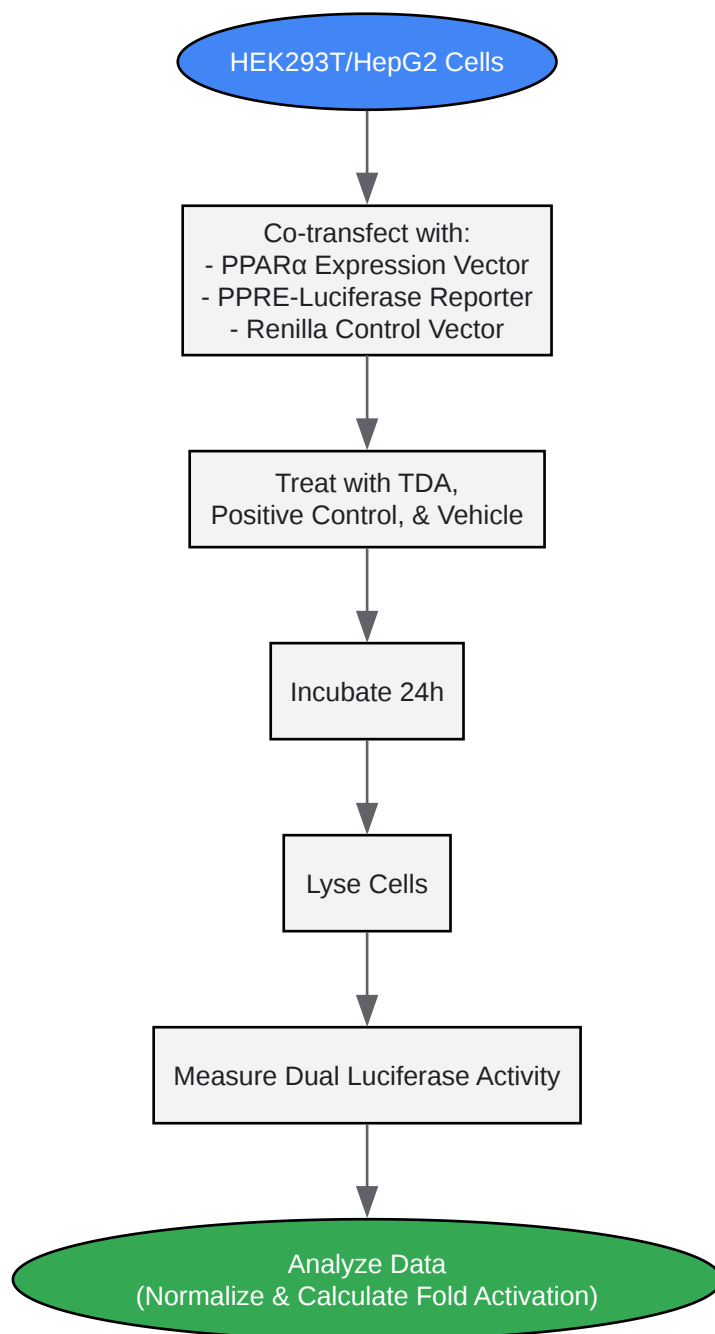 HEK293T/HepG2 Cells
Co-transfect with:
- PPARα Expression Vector
- PPRE-Luciferase Reporter
- Renilla Control Vector
Treat with TDA,
Positive Control, & Vehicle
Incubate 24h
Lyse Cells
Measure Dual Luciferase Activity
Analyze Data
(Normalize & Calculate Fold Activation)